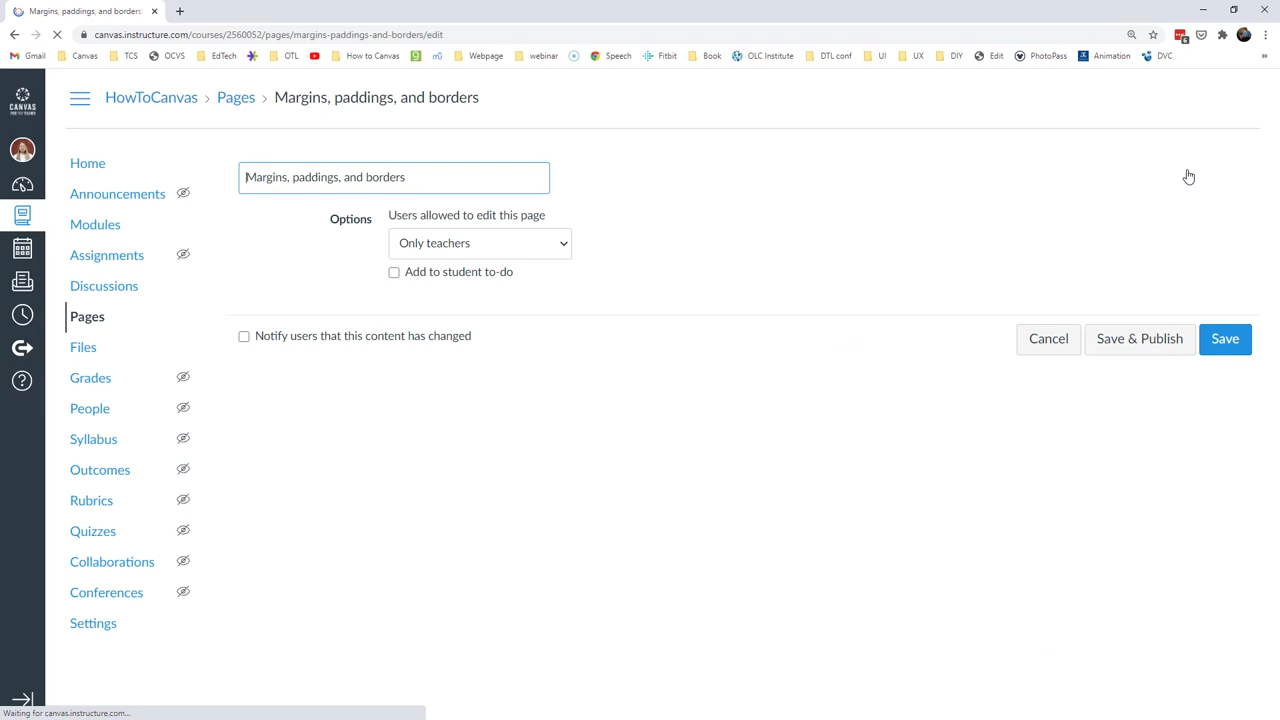 Margins, paddings, and borders
canvas.instructure.com/courses/2560052/pages/margins-paddings-and-borders/edit
Gmail Canvas TCS OCVS EdTech OTL How to Canvas Webpage webinar Speech Fitbit Book OLC Institute DTL conf UI UX DIY Edit PhotoPass Animation DVC »
CANVAS
HowToCanvas > Pages > Margins, paddings, and borders
Home
Announcements
Modules
Assignments
Discussions
Pages
Files
Grades
People
Syllabus
Outcomes
Rubrics
Quizzes
Collaborations
Conferences
Settings
Margins, paddings, and borders
Options
Users allowed to edit this page
Only teachers
Add to student to-do
Notify users that this content has changed
Cancel Save & Publish Save
Waiting for canvas.instructure.com...